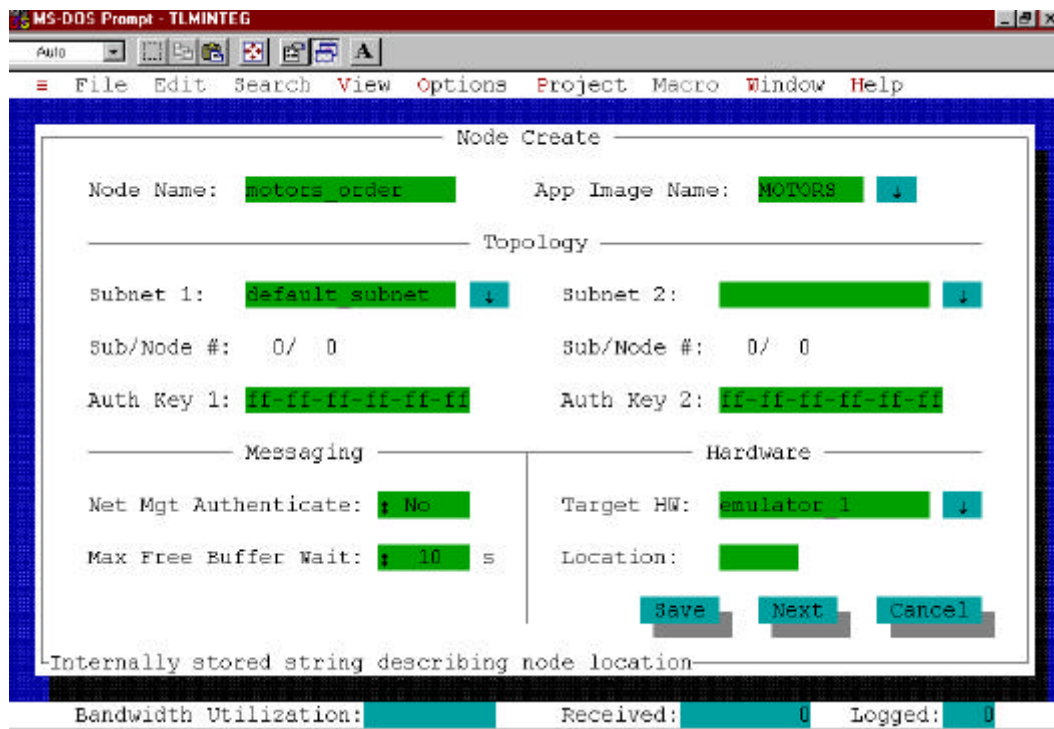 MS-DOS Prompt - TLMINTEG
Auto A
≡ File Edit Search View Options Project Macro Window Help
Node Create
Node Name: motors_order App Image Name: MOTORS ↓
Topology
Subnet 1: default_subnet ↓ Subnet 2: ↓
Sub/Node #: 0/ 0 Sub/Node #: 0/ 0
Auth Key 1: ff-ff-ff-ff-ff-ff Auth Key 2: ff-ff-ff-ff-ff-ff
Messaging Hardware
Net Mgt Authenticate: ↕ No Target HW: emulator_1 ↓
Max Free Buffer Wait: ↕ 10 s Location:
Save Next Cancel
Internally stored string describing node location
Bandwidth Utilization: Received: 0 Logged: 0